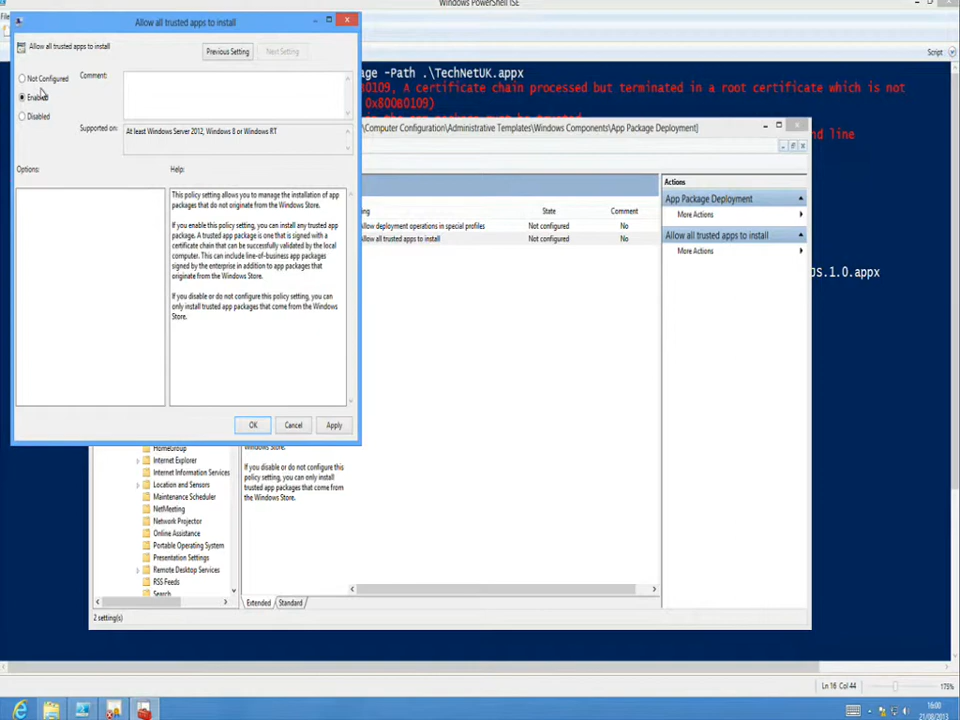 Windows PowerShell ISE
Allow all trusted apps to install
Allow all trusted apps to install
Previous Setting
Next Setting
Not Configured
Enabled
Disabled
Comment:
Supported on:
At least Windows Server 2012, Windows 8 or Windows RT
Options:
Help:
This policy setting allows you to manage the installation of app
packages that do not originate from the Windows Store.
If you enable this policy setting, you can install any trusted app
package. A trusted app package is one that is signed with a
certificate chain that can be successfully validated by the local
computer. This can include line-of-business app packages
signed by the enterprise in addition to app packages that
originate from the Windows Store.
If you disable or do not configure this policy setting, you can
only install trusted app packages that come from the Windows
Store.
OK
Cancel
Apply
Script
age -Path .\TechNetUK.appx
0109, A certificate chain processed but terminated in a root certificate which is not
0x800B0109)
nd line
Computer Configuration\Administrative Templates\Windows Components\App Package Deployment]
ing
State
Comment
llow deployment operations in special profiles
Not configured
No
llow all trusted apps to install
Not configured
No
Actions
App Package Deployment
More Actions
Allow all trusted apps to install
More Actions
OS.1.0.appx
HomeGroup
Internet Explorer
Internet Information Services
Location and Sensors
Maintenance Scheduler
NetMeeting
Network Projector
Online Assistance
Portable Operating System
Presentation Settings
Remote Desktop Services
RSS Feeds
Search
Windows Store.
If you disable or do not configure this
policy setting, you can only install
trusted app packages that come from the
Windows Store.
Extended
Standard
2 setting(s)
Ln 16 Col 44
175%
16:00
21/08/2013